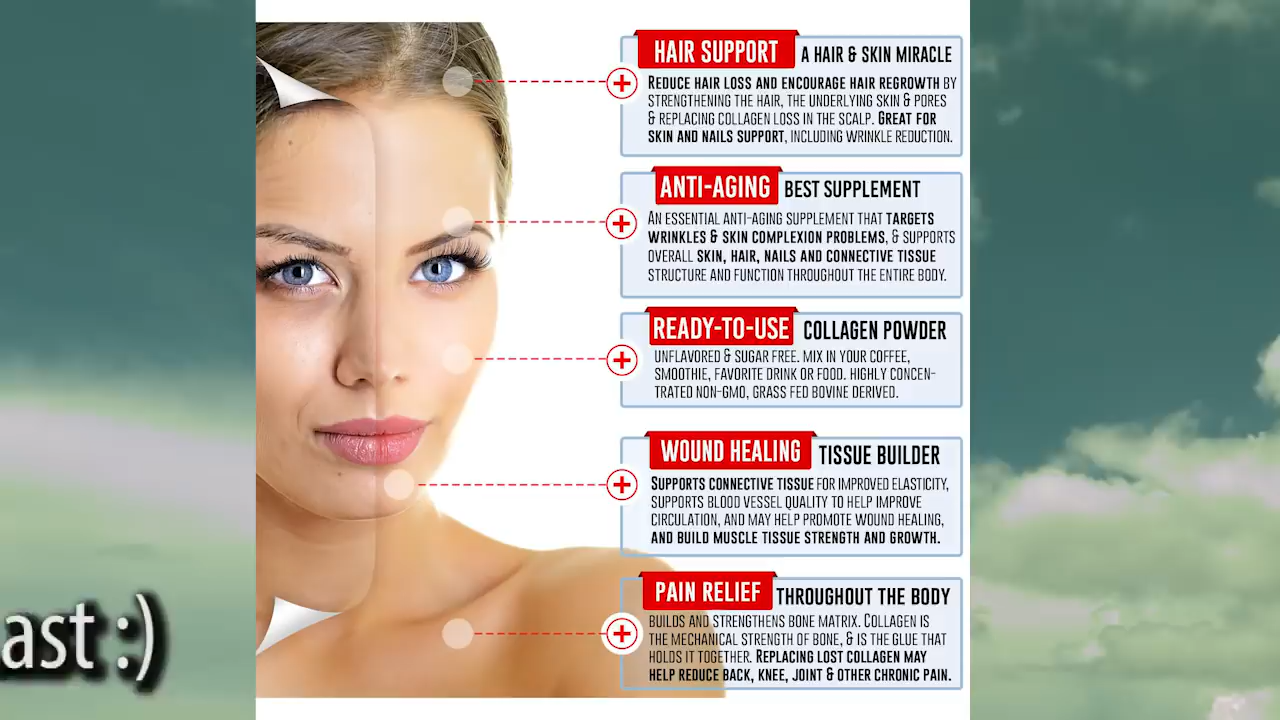 HAIR SUPPORT A HAIR & SKIN MIRACLE
REDUCE HAIR LOSS AND ENCOURAGE HAIR REGROWTH BY
STRENGTHENING THE HAIR, THE UNDERLYING SKIN & PORES
& REPLACING COLLAGEN LOSS IN THE SCALP. GREAT FOR
SKIN AND NAILS SUPPORT, INCLUDING WRINKLE REDUCTION.
ANTI-AGING BEST SUPPLEMENT
AN ESSENTIAL ANTI-AGING SUPPLEMENT THAT TARGETS
WRINKLES & SKIN COMPLEXION PROBLEMS, & SUPPORTS
OVERALL SKIN, HAIR, NAILS AND CONNECTIVE TISSUE
STRUCTURE AND FUNCTION THROUGHOUT THE ENTIRE BODY.
READY-TO-USE COLLAGEN POWDER
UNFLAVORED & SUGAR FREE. MIX IN YOUR COFFEE,
SMOOTHIE, FAVORITE DRINK OR FOOD. HIGHLY CONCEN-
TRATED NON-GMO, GRASS FED BOVINE DERIVED.
WOUND HEALING TISSUE BUILDER
SUPPORTS CONNECTIVE TISSUE FOR IMPROVED ELASTICITY,
SUPPORTS BLOOD VESSEL QUALITY TO HELP IMPROVE
CIRCULATION, AND MAY HELP PROMOTE WOUND HEALING,
AND BUILD MUSCLE TISSUE STRENGTH AND GROWTH.
PAIN RELIEF THROUGHOUT THE BODY
BUILDS AND STRENGTHENS BONE MATRIX. COLLAGEN IS
THE MECHANICAL STRENGTH OF BONE, & IS THE GLUE THAT
HOLDS IT TOGETHER. REPLACING LOST COLLAGEN MAY
HELP REDUCE BACK, KNEE, JOINT & OTHER CHRONIC PAIN.
ast :)